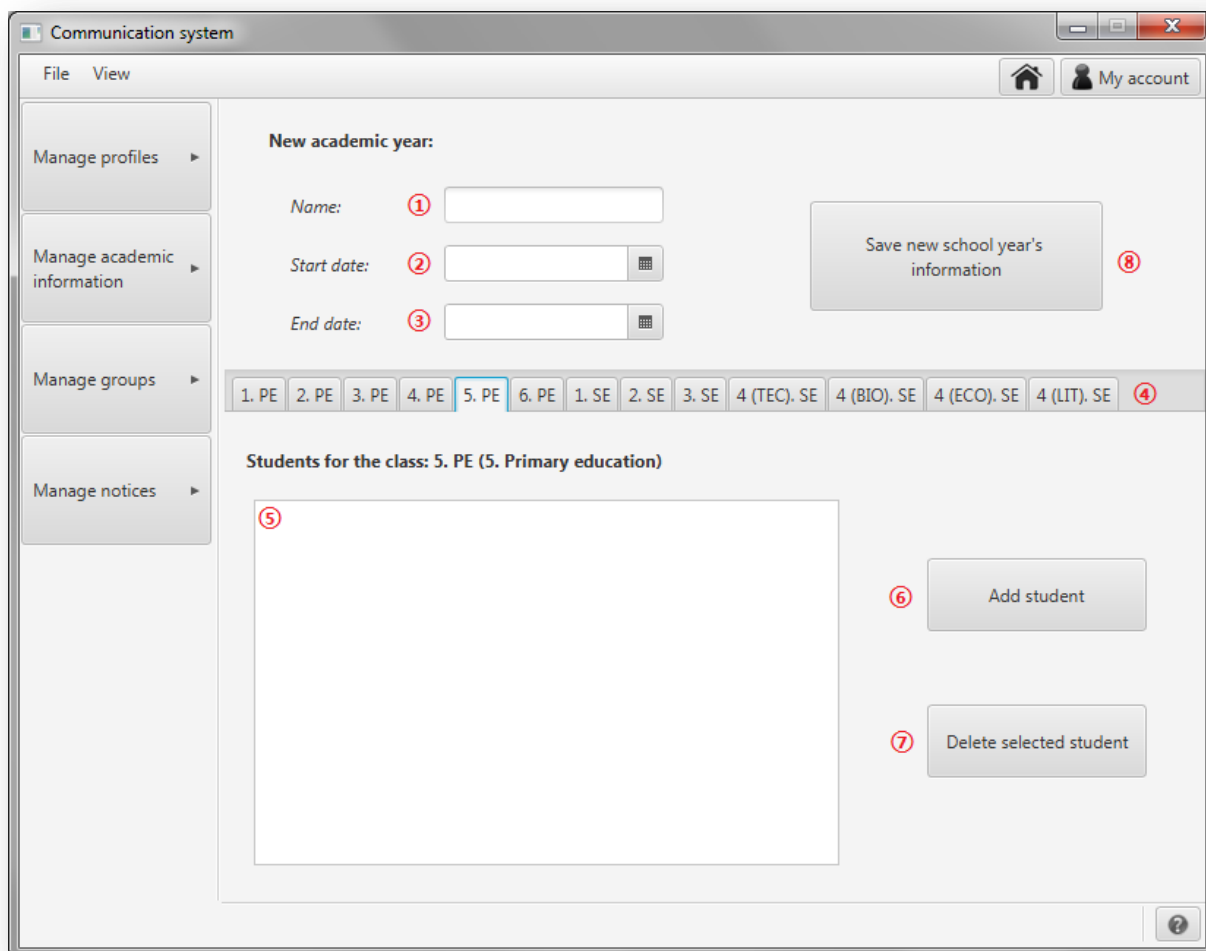 Communication system
File View
My account
Manage profiles
Manage academic
information
Manage groups
Manage notices
New academic year:
Name: ①
Start date: ②
End date: ③
Save new school year's
information
⑧
1. PE 2. PE 3. PE 4. PE 5. PE 6. PE 1. SE 2. SE 3. SE 4 (TEC). SE 4 (BIO). SE 4 (ECO). SE 4 (LIT). SE ④
Students for the class: 5. PE (5. Primary education)
⑤
⑥ Add student
⑦ Delete selected student
?